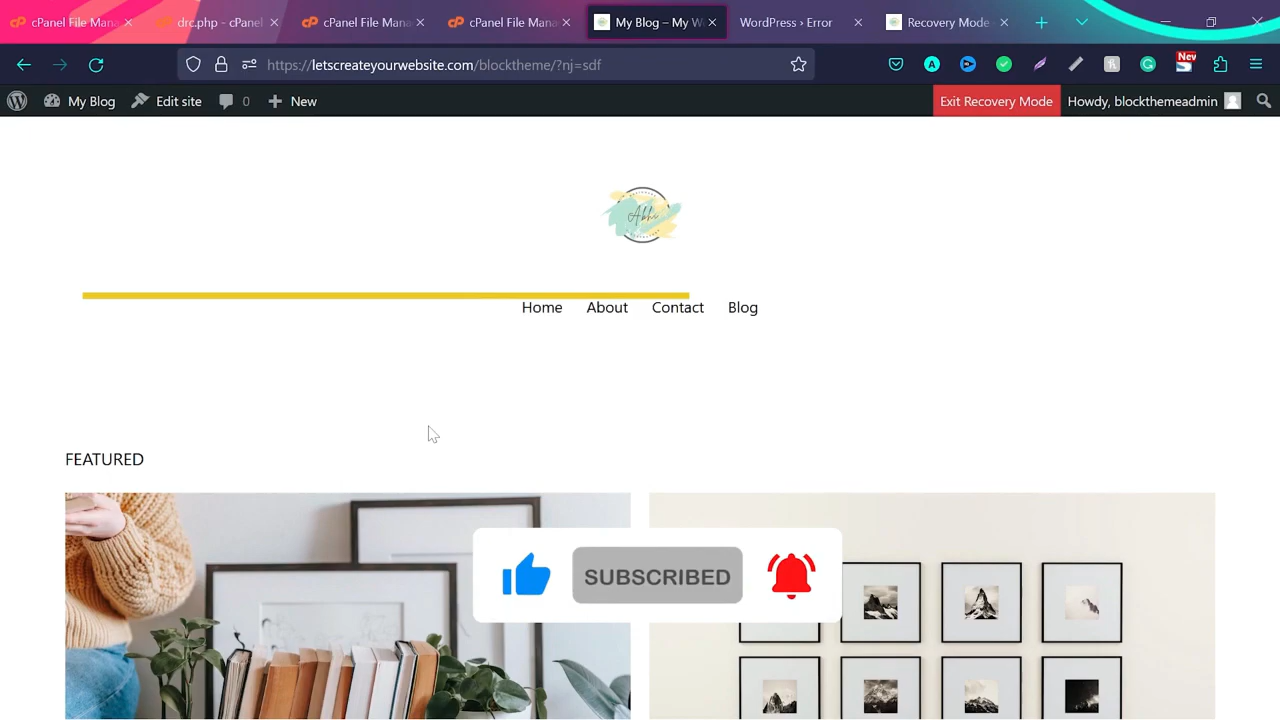 cPanel File Mana
drc.php - cPanel
cPanel File Mana
cPanel File Mana
My Blog – My W
WordPress › Error
Recovery Mode
https://letscreateyourwebsite.com/blocktheme/?nj=sdf
New
My Blog
Edit site
0
New
Exit Recovery Mode
Howdy, blockthemeadmin
Abhi
Home
About
Contact
Blog
FEATURED
SUBSCRIBED